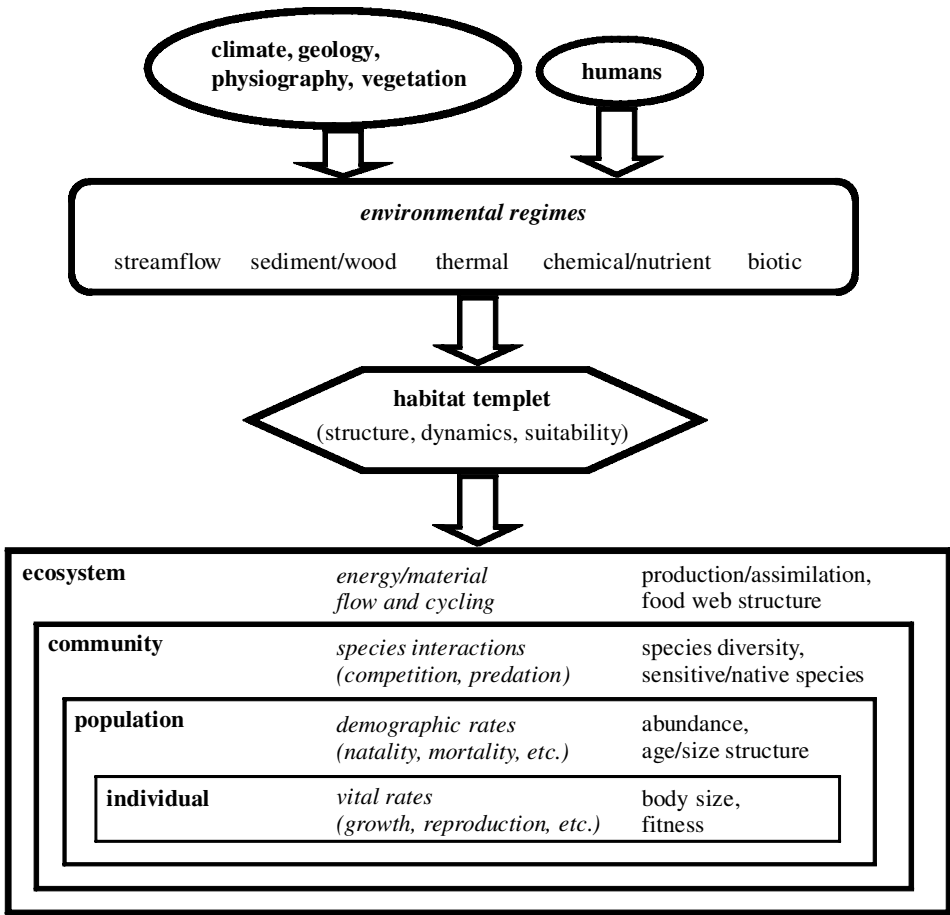 climate, geology,
physiography, vegetation
humans
environmental regimes
streamflow sediment/wood thermal chemical/nutrient biotic
habitat templet
(structure, dynamics, suitability)
ecosystem energy/material production/assimilation,
flow and cycling food web structure
community species interactions species diversity,
(competition, predation) sensitive/native species
population demographic rates abundance,
(natality, mortality, etc.) age/size structure
individual vital rates body size,
(growth, reproduction, etc.) fitness